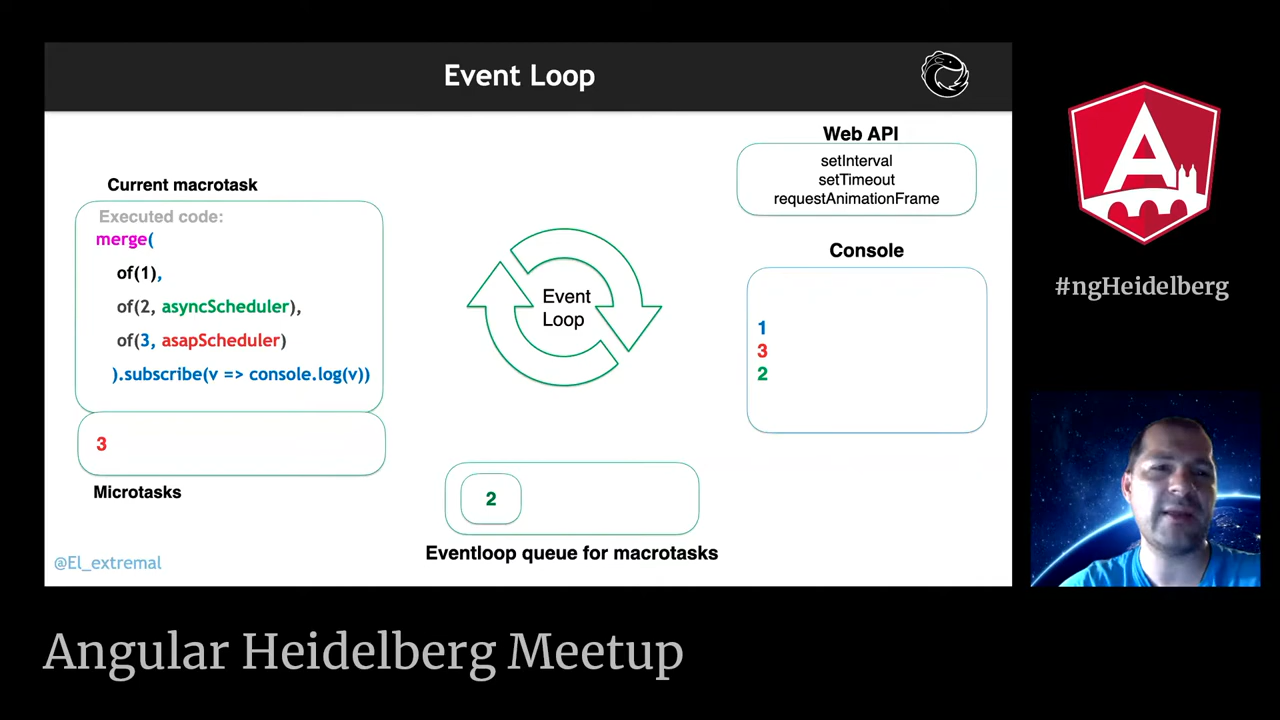 Event Loop
Web API
setInterval
setTimeout
requestAnimationFrame
Current macrotask
Executed code:
merge(
of(1),
of(2, asyncScheduler),
of(3, asapScheduler)
).subscribe(v => console.log(v))
3
Microtasks
Event
Loop
Console
1
3
2
2
Eventloop queue for macrotasks
@El_extremal
A
#ngHeidelberg
Angular Heidelberg Meetup